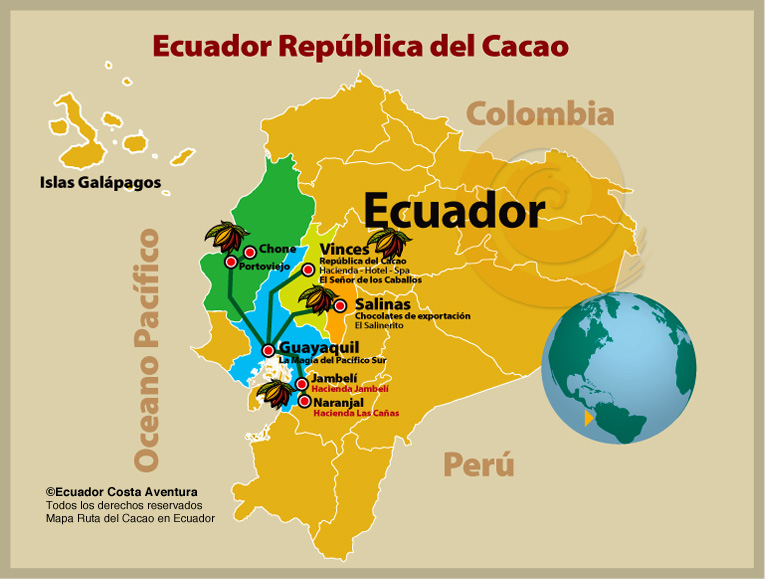 Ecuador República del Cacao
Colombia
Islas Galápagos
Ecuador
Océano Pacífico
Chone
Portoviejo
Vinces
República del Cacao
Hacienda - Hotel - Spa
El Señor de los Caballos
Salinas
Chocolates de exportación
El Salinerito
Guayaquil
La Magia del Pacífico Sur
Jambelí
Hacienda Jambelí
Naranjal
Hacienda Las Cañas
Perú
©Ecuador Costa Aventura
Todos los derechos reservados
Mapa Ruta del Cacao en Ecuador